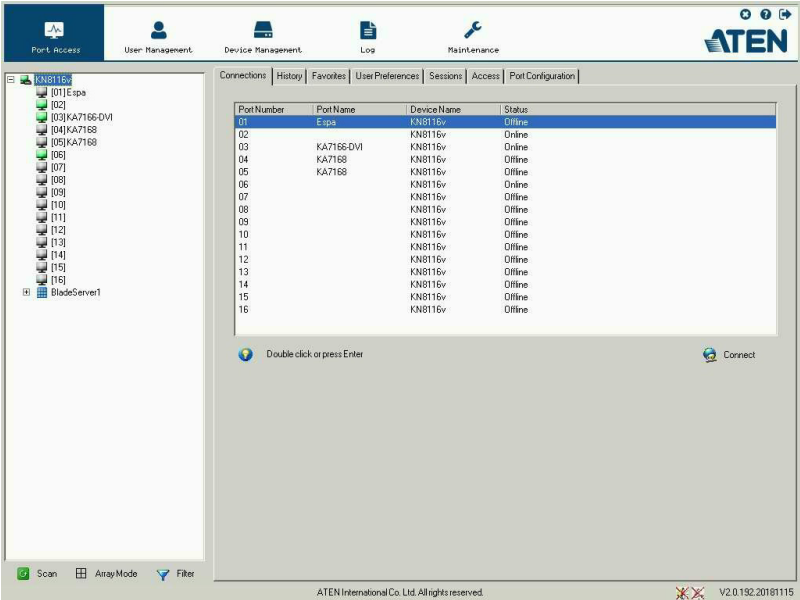 Port Access
User Management
Device Management
Log
Maintenance
ATEN
KN8116v
[01]Espa
[02]
[03]KA7166-DVI
[04]KA7168
[05]KA7168
[06]
[07]
[08]
[09]
[10]
[11]
[12]
[13]
[14]
[15]
[16]
BladeServer1
Connections History Favorites User Preferences Sessions Access Port Configuration
Port Number Port Name Device Name Status
01 Espa KN8116v Offline
02 KN8116v Online
03 KA7166-DVI KN8116v Online
04 KA7168 KN8116v Offline
05 KA7168 KN8116v Offline
06 KN8116v Online
07 KN8116v Offline
08 KN8116v Offline
09 KN8116v Offline
10 KN8116v Offline
11 KN8116v Offline
12 KN8116v Offline
13 KN8116v Offline
14 KN8116v Offline
15 KN8116v Offline
16 KN8116v Offline
Double click or press Enter
Connect
Scan Array Mode Filter
ATEN International Co. Ltd. All rights reserved.
V2.0.192.20181115